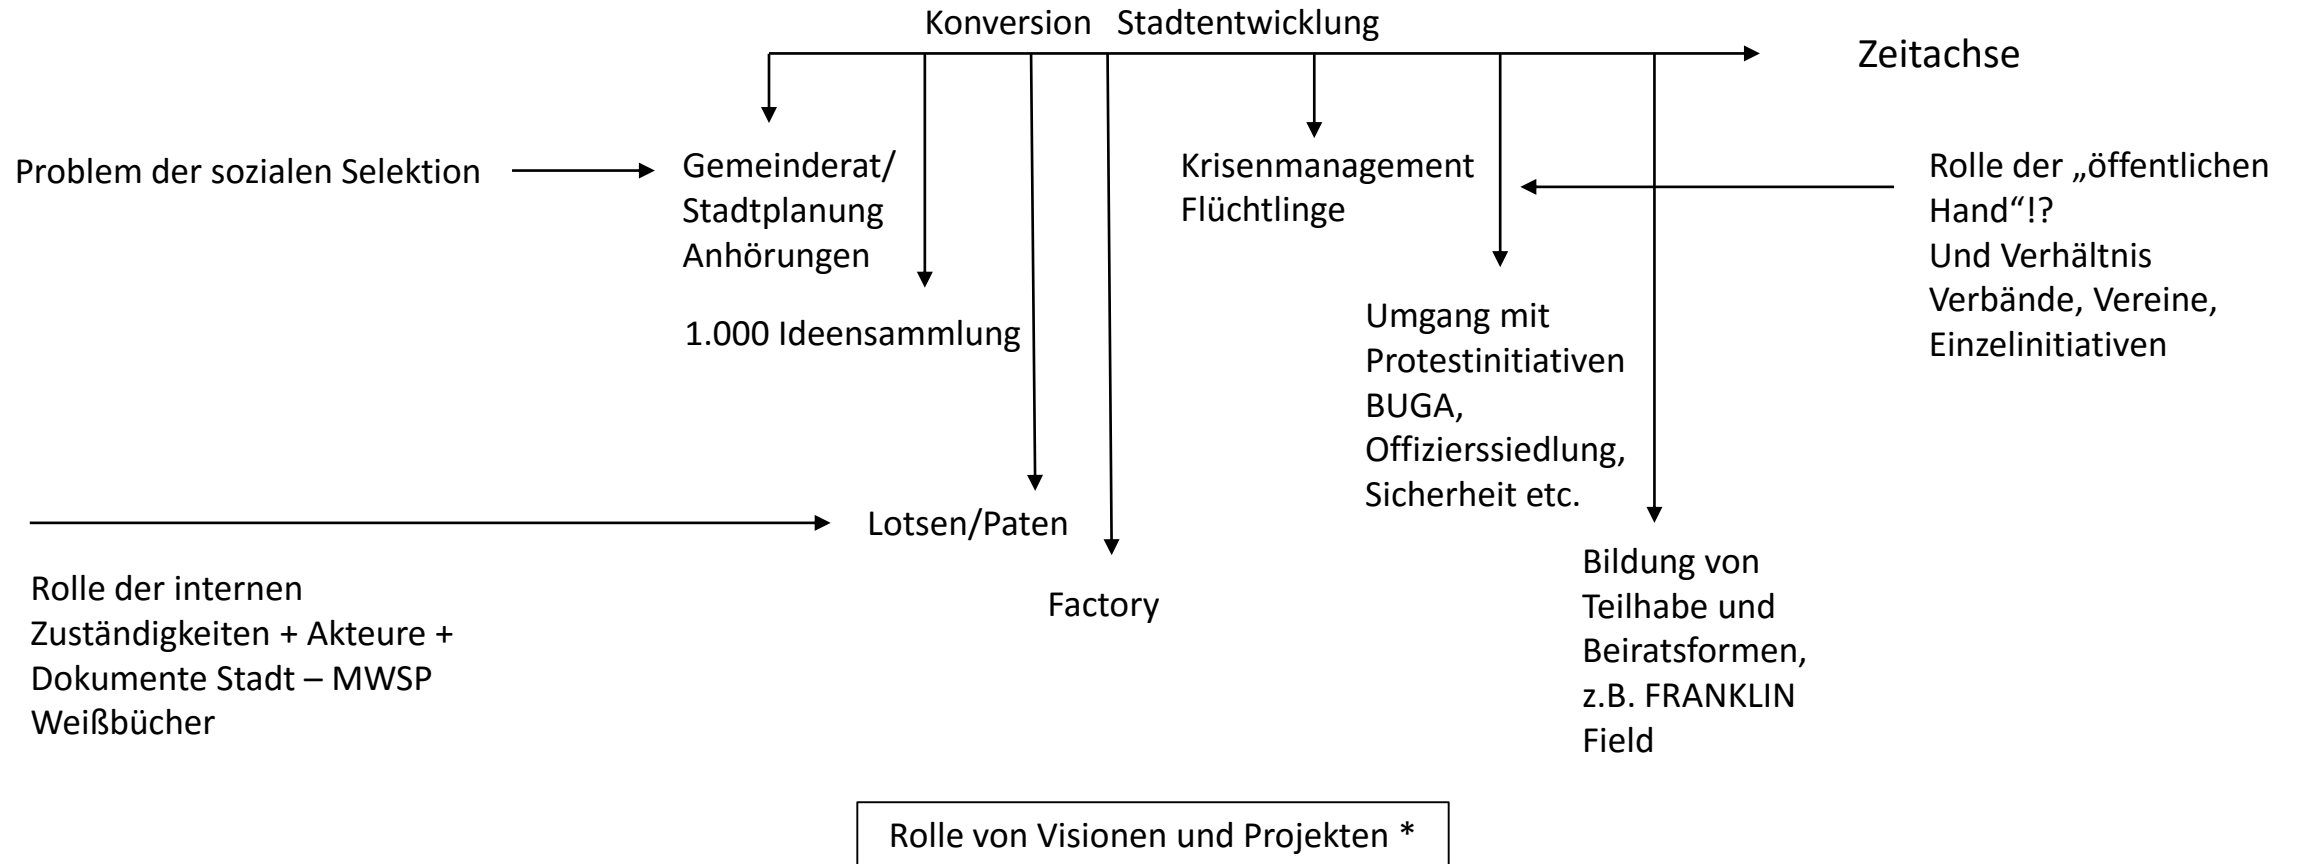 Konversion Stadtentwicklung
Zeitachse
Problem der sozialen Selektion
Gemeinderat/
Stadtplanung
Anhörungen
Krisenmanagement
Flüchtlinge
Rolle der „öffentlichen
Hand“!?
Und Verhältnis
Verbände, Vereine,
Einzelinitiativen
1.000 Ideensammlung
Umgang mit
Protestinitiativen
BUGA,
Offizierssiedlung,
Sicherheit etc.
Lotsen/Paten
Rolle der internen
Zuständigkeiten + Akteure +
Dokumente Stadt – MWSP
Weißbücher
Factory
Bildung von
Teilhabe und
Beiratsformen,
z.B. FRANKLIN
Field
Rolle von Visionen und Projekten *